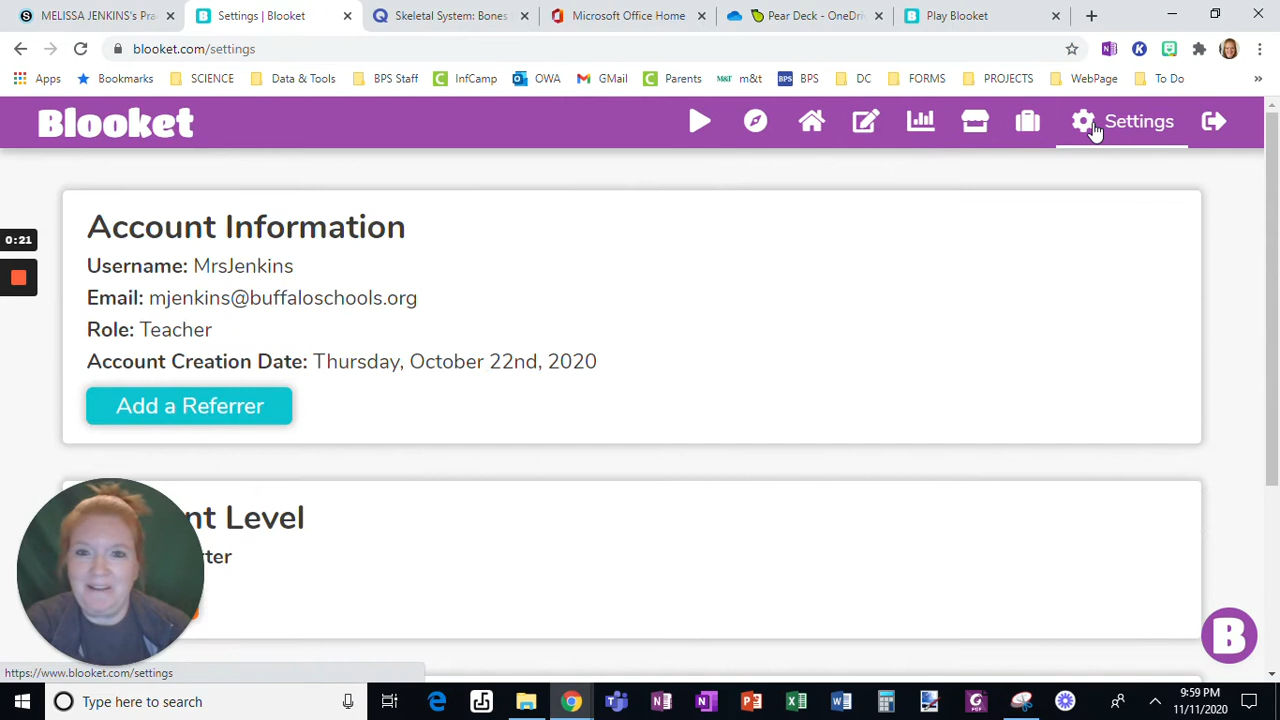 MELISSA JENKINS's Pra
Settings | Blooket
Skeletal System: Bones
Microsoft Office Home
Pear Deck - OneDri
Play Blooket
blooket.com/settings
Apps
Bookmarks
SCIENCE
Data & Tools
BPS Staff
InfCamp
OWA
GMail
Parents
M&T m&t
BPS BPS
DC
FORMS
PROJECTS
WebPage
To Do
»
Blooket
Settings
0:21
Account Information
Username: MrsJenkins
Email: mjenkins@buffaloschools.org
Role: Teacher
Account Creation Date: Thursday, October 22nd, 2020
Add a Referrer
nt Level
rter
B
https://www.blooket.com/settings
Type here to search
9:59 PM
11/11/2020